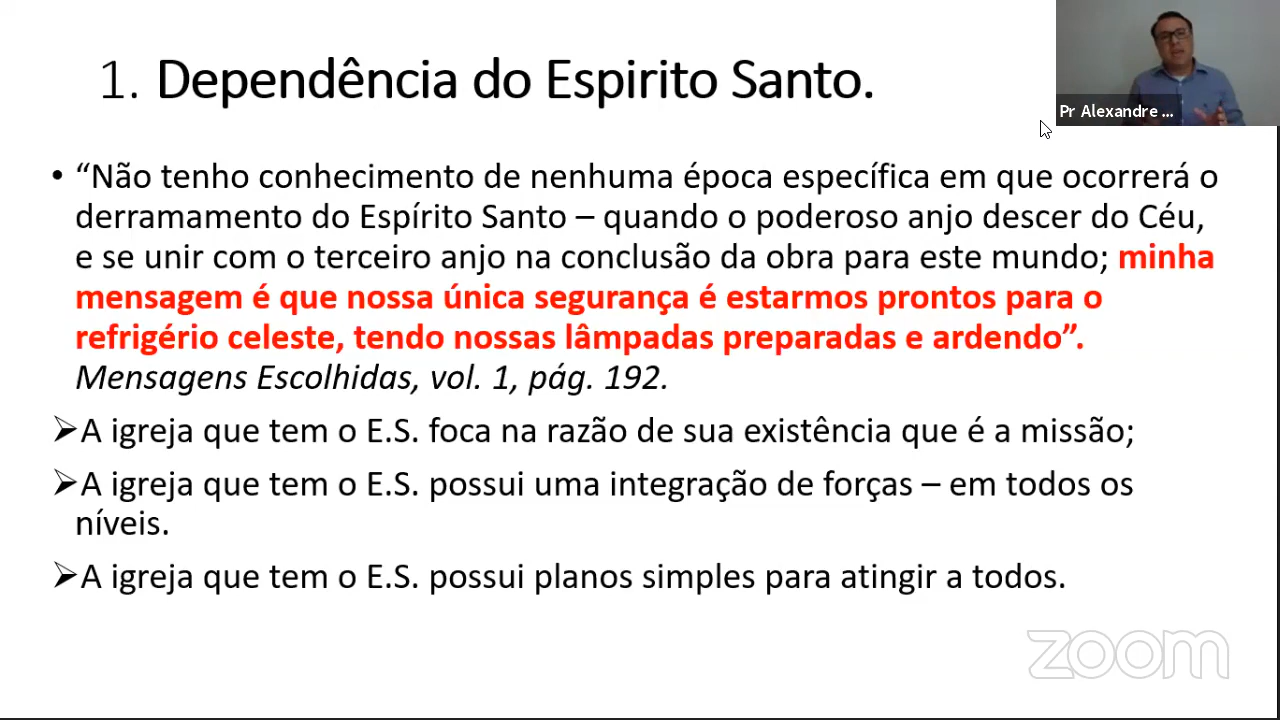 1. Dependência do Espirito Santo.
Pr Alexandre ...
• “Não tenho conhecimento de nenhuma época específica em que ocorrerá o
derramamento do Espírito Santo – quando o poderoso anjo descer do Céu,
e se unir com o terceiro anjo na conclusão da obra para este mundo; minha
mensagem é que nossa única segurança é estarmos prontos para o
refrigério celeste, tendo nossas lâmpadas preparadas e ardendo”.
Mensagens Escolhidas, vol. 1, pág. 192.
➢A igreja que tem o E.S. foca na razão de sua existência que é a missão;
➢A igreja que tem o E.S. possui uma integração de forças – em todos os
níveis.
➢A igreja que tem o E.S. possui planos simples para atingir a todos.
zoom